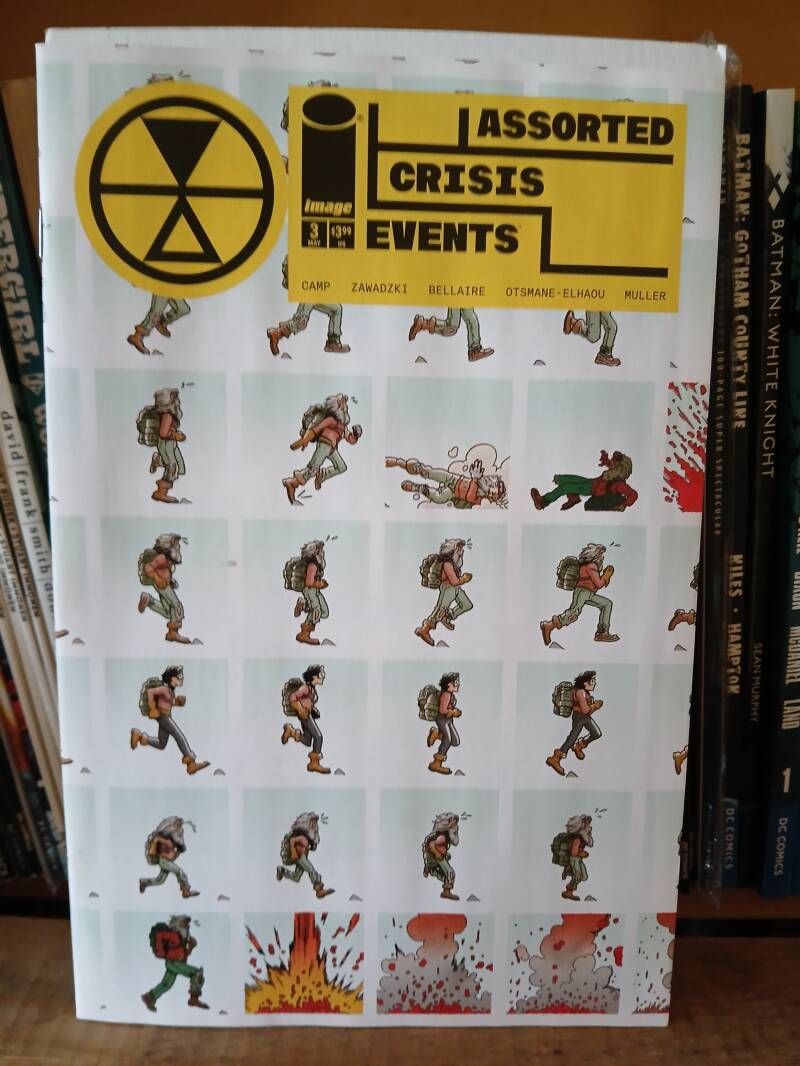 ASSORTED
CRISIS
EVENTS
Image
3
MAY
$3.99
US
CAMP ZAWADZKI BELLAIRE OTSMANE-ELHAOU MULLER
BATMAN: GOTHAM COUNTY LINE
100-PAGE SUPER SPECTACULAR
NILES • HAMPTON
DC COMICS
BATMAN: WHITE KNIGHT
SEAN MURPHY
LAND
1
DC COMICS
david frank smith